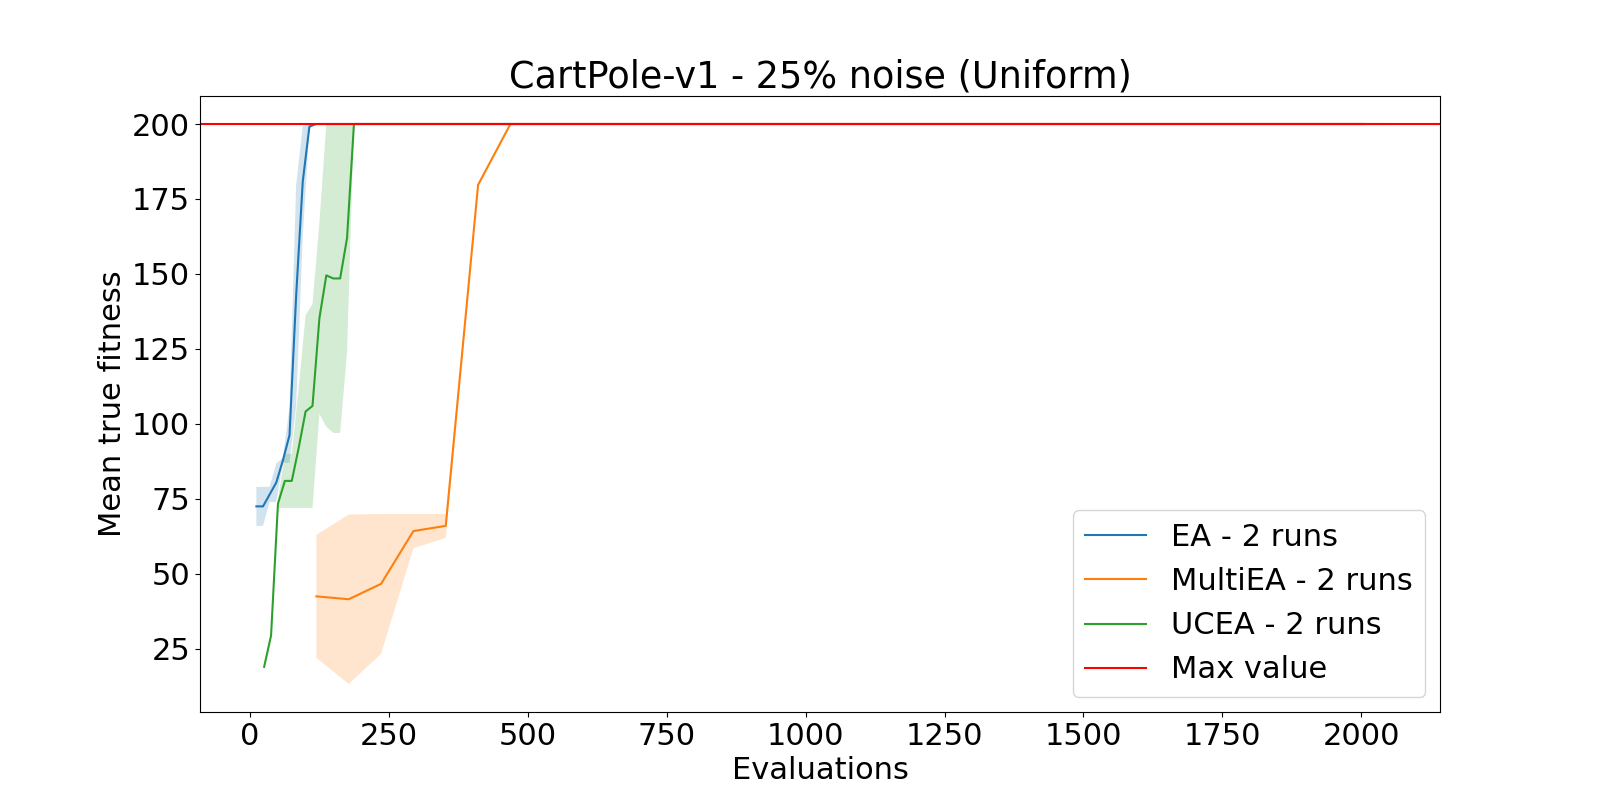 CartPole-v1 - 25% noise (Uniform)
Mean true fitness
200
175
150
125
100
75
50
25
EA - 2 runs
MultiEA - 2 runs
UCEA - 2 runs
Max value
0 250 500 750 1000 1250 1500 1750 2000
Evaluations